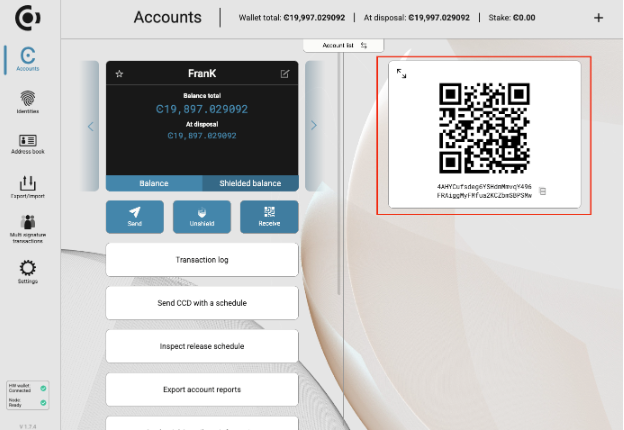 Accounts
Wallet total: Ͼ19,997.029092
At disposal: Ͼ19,997.029092
Stake: Ͼ0.00
+
Account list
Accounts
Identities
Address book
Export/Import
Multi signature
transactions
Settings
HW wallet:
Connected
Node:
Ready
V 1.7.4
FranK
Balance total
Ͼ19,897.029092
At disposal
Ͼ19,897.029092
Balance
Shielded balance
Send
Unshield
Receive
Transaction log
Send CCD with a schedule
Inspect release schedule
Export account reports